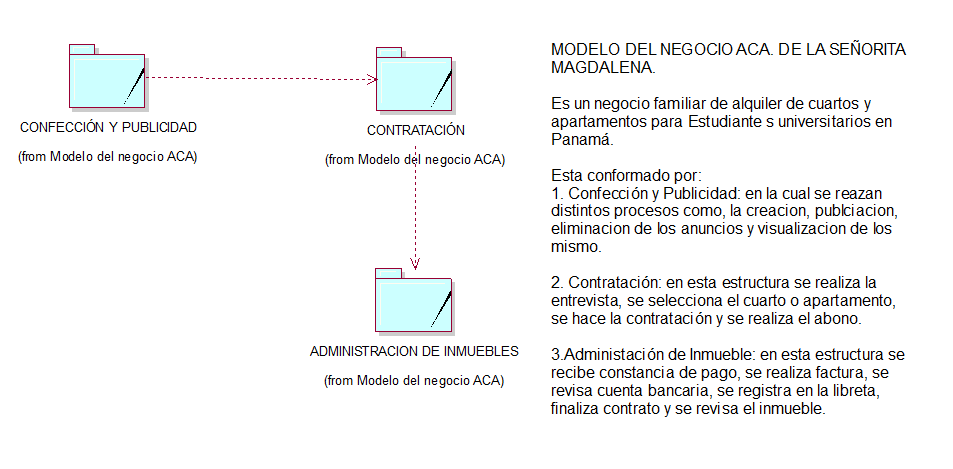 CONFECCIÓN Y PUBLICIDAD
(from Modelo del negocio ACA)
CONTRATACIÓN
(from Modelo del negocio ACA)
ADMINISTRACION DE INMUEBLES
(from Modelo del negocio ACA)
MODELO DEL NEGOCIO ACA. DE LA SEÑORITA
MAGDALENA.
Es un negocio familiar de alquiler de cuartos y
apartamentos para Estudiante s universitarios en
Panamá.
Esta conformado por:
1. Confección y Publicidad: en la cual se reazan
distintos procesos como, la creacion, publciacion,
eliminacion de los anuncios y visualizacion de los
mismo.
2. Contratación: en esta estructura se realiza la
entrevista, se selecciona el cuarto o apartamento,
se hace la contratación y se realiza el abono.
3.Administación de Inmueble: en esta estructura se
recibe constancia de pago, se realiza factura, se
revisa cuenta bancaria, se registra en la libreta,
finaliza contrato y se revisa el inmueble.